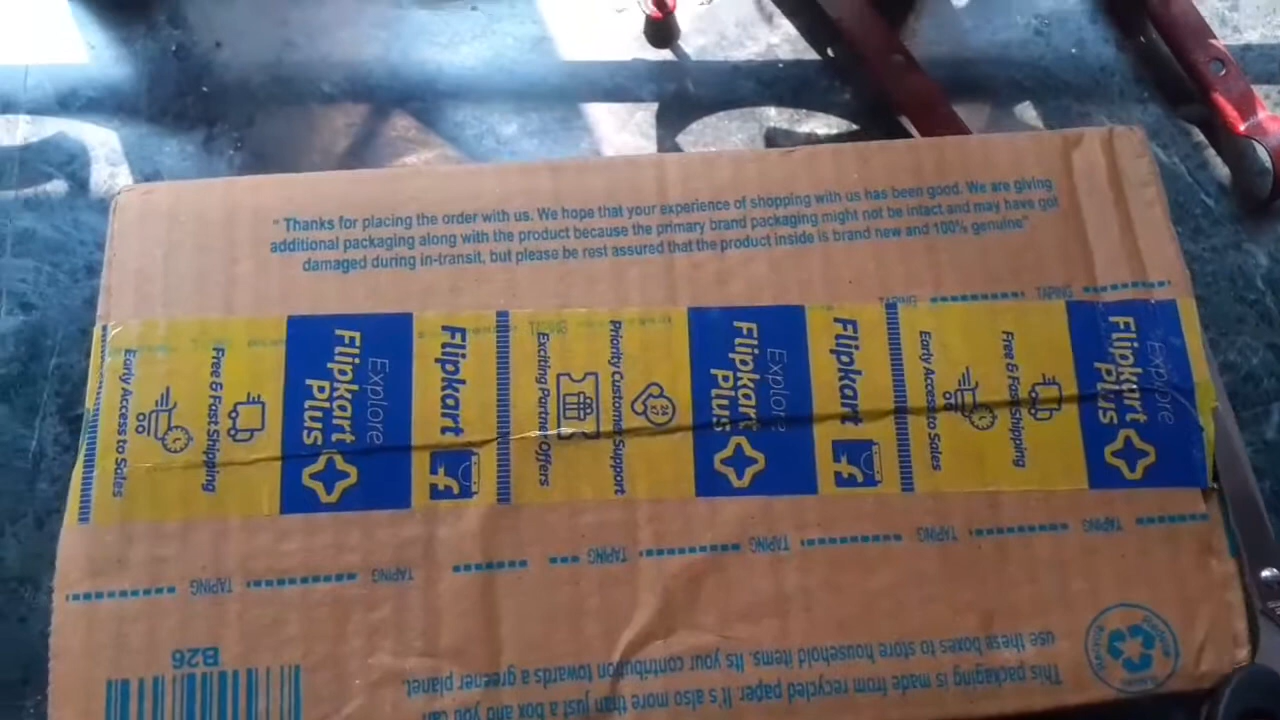 " Thanks for placing the order with us. We hope that your experience of shopping with us has been good. We are giving
additional packaging along with the product because the primary brand packaging might not be intact and may have got
damaged during in-transit, but please be rest assured that the product inside is brand new and 100% genuine"
TAPING TAPING
TAPING
TAPING
Early Access to Sales
Free & Fast Shipping
Explore
Flipkart
Plus
Flipkart
Exciting Partner Offers
Priority Customer Support
24x7
Explore
Flipkart
Plus
Flipkart
Early Access to Sales
Free & Fast Shipping
Explore
Flipkart
Plus
TAPING TAPING TAPING TAPING TAPING TAPING
B26
This packaging is made from recycled paper. It's also more than just a box and you can
use these boxes to store household items. Its your contribution towards a greener planet.